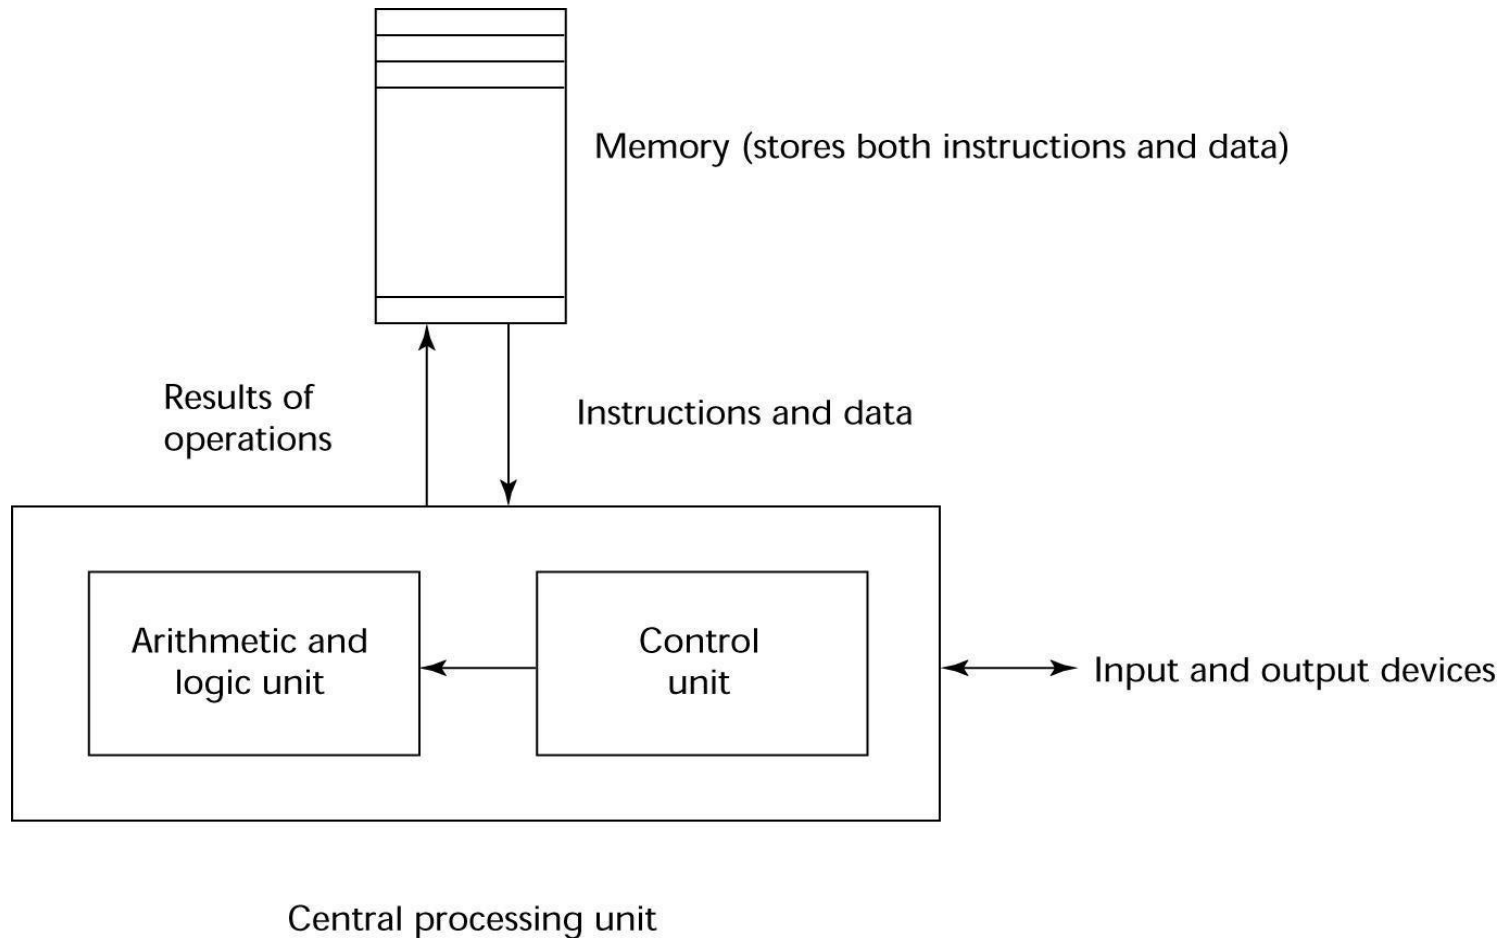 Memory (stores both instructions and data)
Results of
operations
Instructions and data
Arithmetic and
logic unit
Control
unit
Input and output devices
Central processing unit